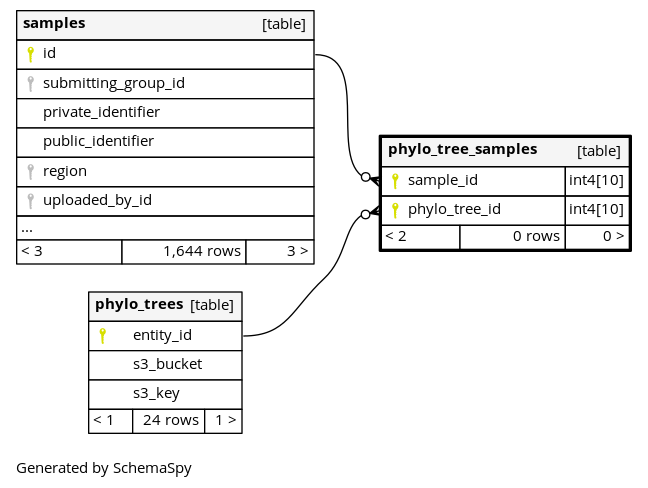 samples [table]
id
submitting_group_id
private_identifier
public_identifier
region
uploaded_by_id
...
< 3 1,644 rows 3 >
phylo_tree_samples [table]
sample_id int4[10]
phylo_tree_id int4[10]
< 2 0 rows 0 >
phylo_trees [table]
entity_id
s3_bucket
s3_key
< 1 24 rows 1 >
Generated by SchemaSpy